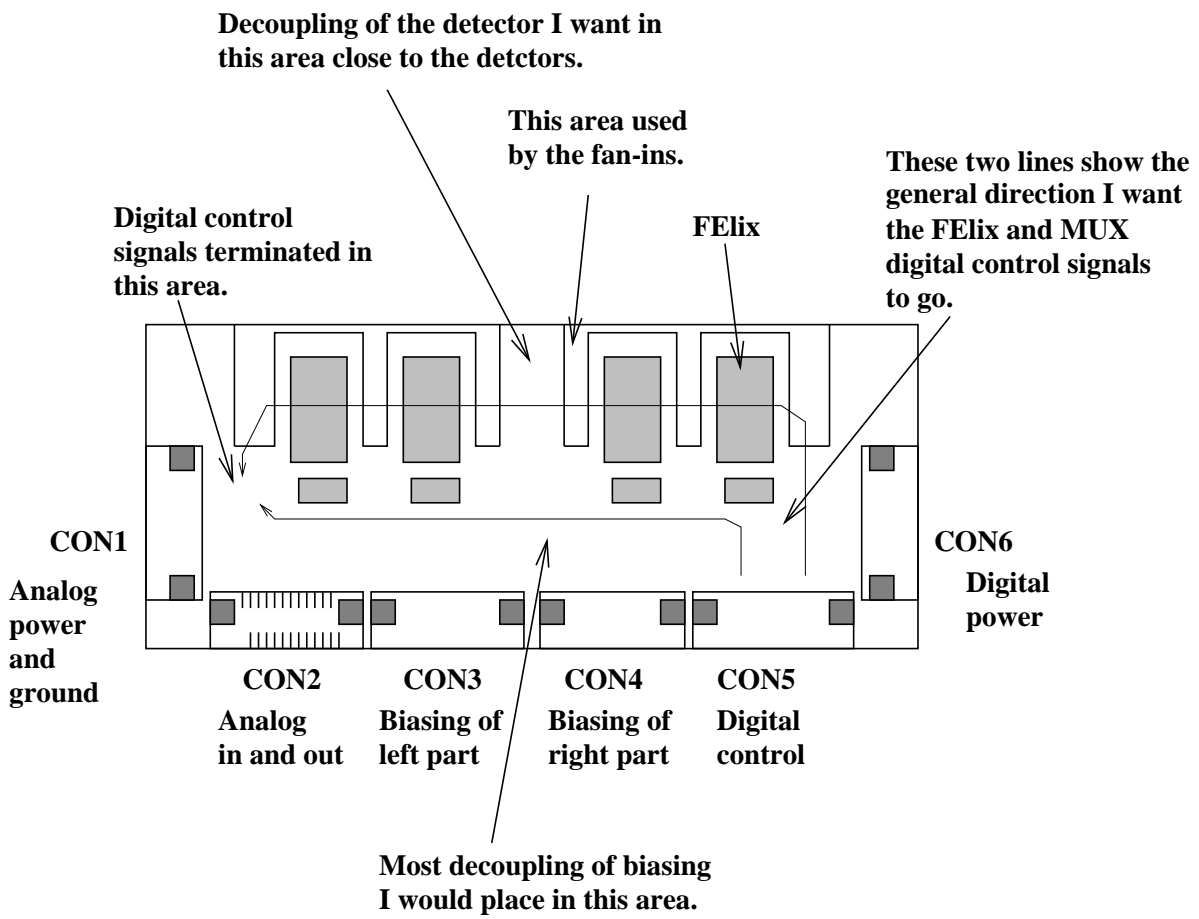 Decoupling of the detector I want in
this area close to the detctors.
This area used
by the fan-ins.
These two lines show the
general direction I want
the FElix and MUX
digital control signals
to go.
Digital control
signals terminated in
this area.
FElix
CON1
Analog
power
and
ground
CON6
Digital
power
CON2
Analog
in and out
CON3
Biasing of
left part
CON4
Biasing of
right part
CON5
Digital
control
Most decoupling of biasing
I would place in this area.